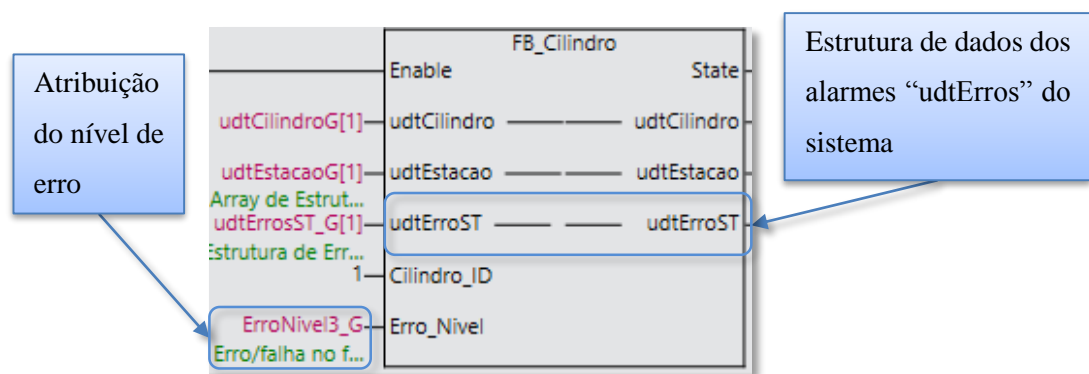 Atribuição
do nível de
erro
FB_Cilindro
Enable State
udtCilindroG[1] udtCilindro udtCilindro
udtEstacaoG[1] udtEstacao udtEstacao
Array de Estrut...
udtErrosST_G[1] udtErroST udtErroST
Estrutura de Err...
1 Cilindro_ID
ErroNivel3_G Erro_Nivel
Erro/falha no f...
Estrutura de dados dos
alarmes “udtErros” do
sistema